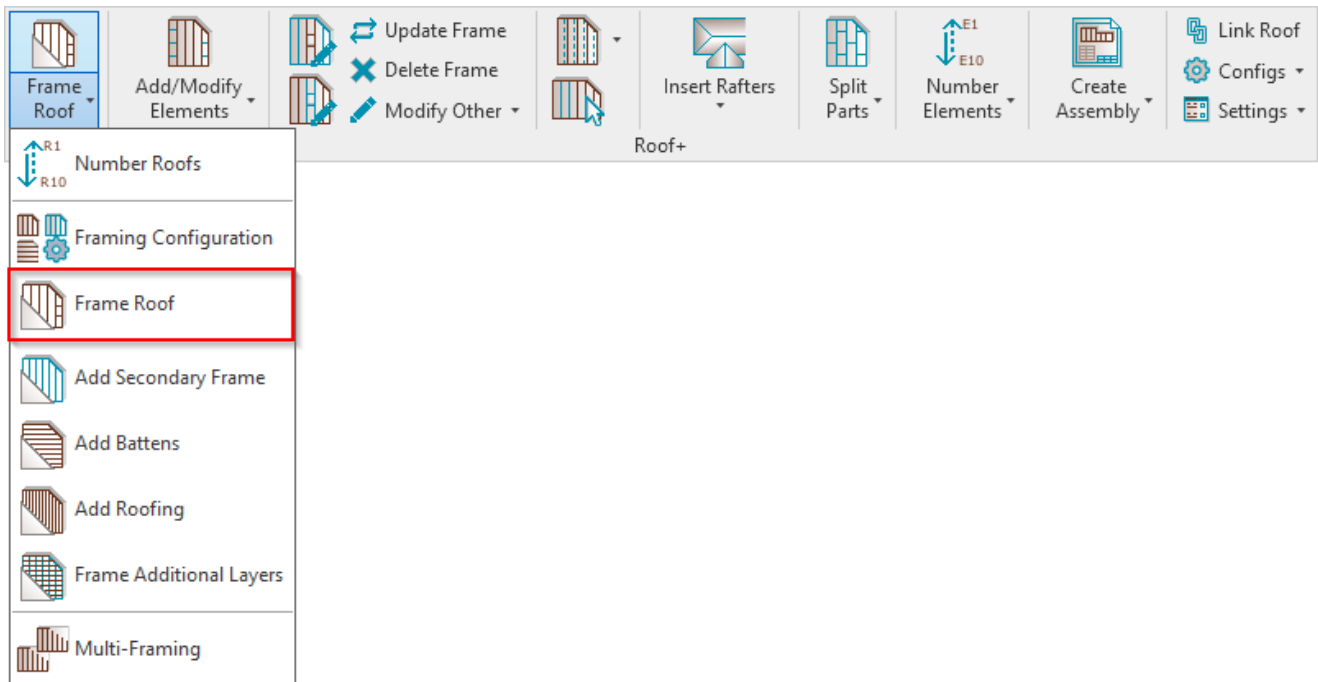 Frame
Roof
Add/Modify
Elements
Update Frame
Delete Frame
Modify Other
Insert Rafters
Split
Parts
E1
E10
Number
Elements
Create
Assembly
Link Roof
Configs
Settings
Roof+
R1
R10
Number Roofs
Framing Configuration
Frame Roof
Add Secondary Frame
Add Battens
Add Roofing
Frame Additional Layers
Multi-Framing